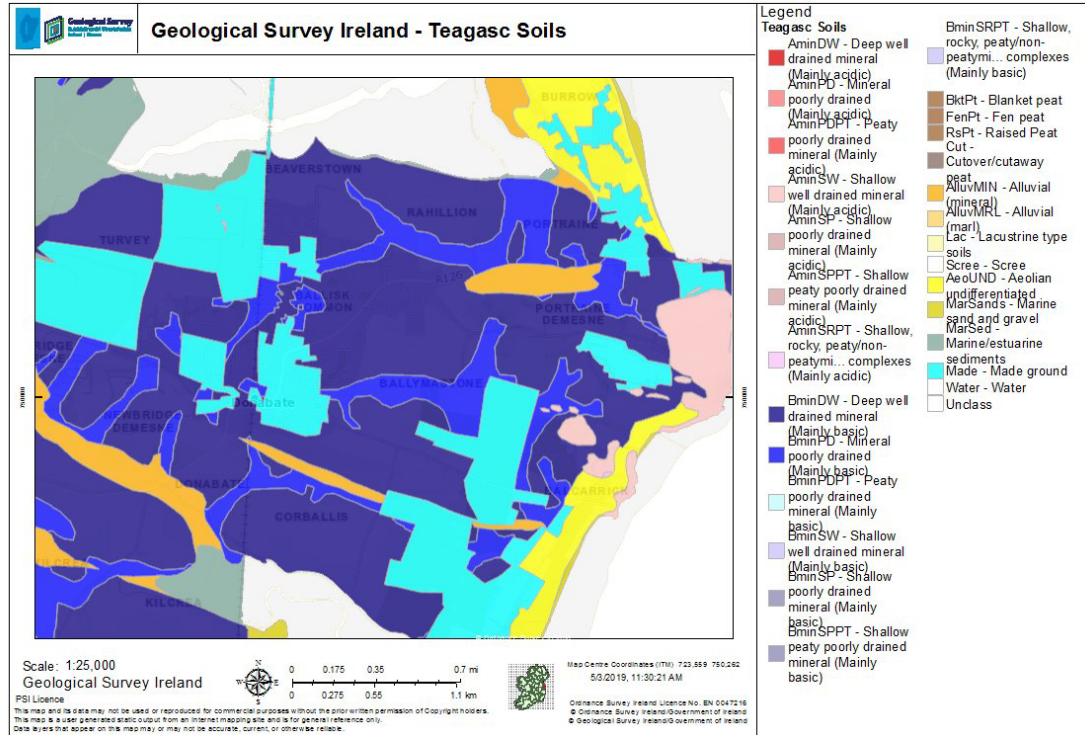 Geological Survey
Ireland | Home
Geological Survey Ireland - Teagasc Soils
BURROW
BEAVERSTOWN
RAHILLION
PORTRAINE
TURVEY
R126
BALLISK
COMMON
PORTRAINE
DEMESNE
BALLYMASTONE
Donabate
NEWBRIDGE
DEMESNE
DONABATE
BALCARRICK
CORBALLIS
KILCREA
KILCREA
750000
750000
Legend
Teagasc Soils
AminDW - Deep well
drained mineral
(Mainly acidic)
AminPD - Mineral
poorly drained
(Mainly acidic)
AminPDPT - Peaty
poorly drained
mineral (Mainly
acidic)
AminSW - Shallow
well drained mineral
(Mainly acidic)
AminSP - Shallow
poorly drained
mineral (Mainly
acidic)
AminSPPT - Shallow
peaty poorly drained
mineral (Mainly
acidic)
AminSRPT - Shallow,
rocky, peaty/non-
peatymi... complexes
(Mainly acidic)
BminDW - Deep well
drained mineral
(Mainly basic)
BminPD - Mineral
poorly drained
(Mainly basic)
BminPDPT - Peaty
poorly drained
mineral (Mainly
basic)
BminSW - Shallow
well drained mineral
(Mainly basic)
BminSP - Shallow
poorly drained
mineral (Mainly
basic)
BminSPPT - Shallow
peaty poorly drained
mineral (Mainly
basic)
BminSRPT - Shallow,
rocky, peaty/non-
peatymi... complexes
(Mainly basic)
BktPt - Blanket peat
FenPt - Fen peat
RsPt - Raised Peat
Cut -
Cutover/cutaway
peat
AlluvMIN - Alluvial
(mineral)
AlluvMRL - Alluvial
(marl)
Lac - Lacustrine type
soils
Scree - Scree
AeoUND - Aeolian
undifferentiated
MarSands - Marine
sand and gravel
MarSed -
Marine/estuarine
sediments
Made - Made ground
Water - Water
Unclass
Scale: 1:25,000
Geological Survey Ireland
PSI Licence
This map and its data may not be used or reproduced for commercial purposes without the prior written permission of Copyright holders.
This map is a user generated static output from an Internet mapping site and is for general reference only.
Data layers that appear on this map may or may not be accurate, current, or otherwise reliable.
N
W E
S
0 0.175 0.35 0.7 mi
0 0.275 0.55 1.1 km
Map Centre Coordinates (ITM) 723,559 750,262
5/3/2019, 11:30:21 AM
Ordnance Survey Ireland Licence No. EN 0047216
© Ordnance Survey Ireland/Government of Ireland
© Geological Survey Ireland/Government of Ireland